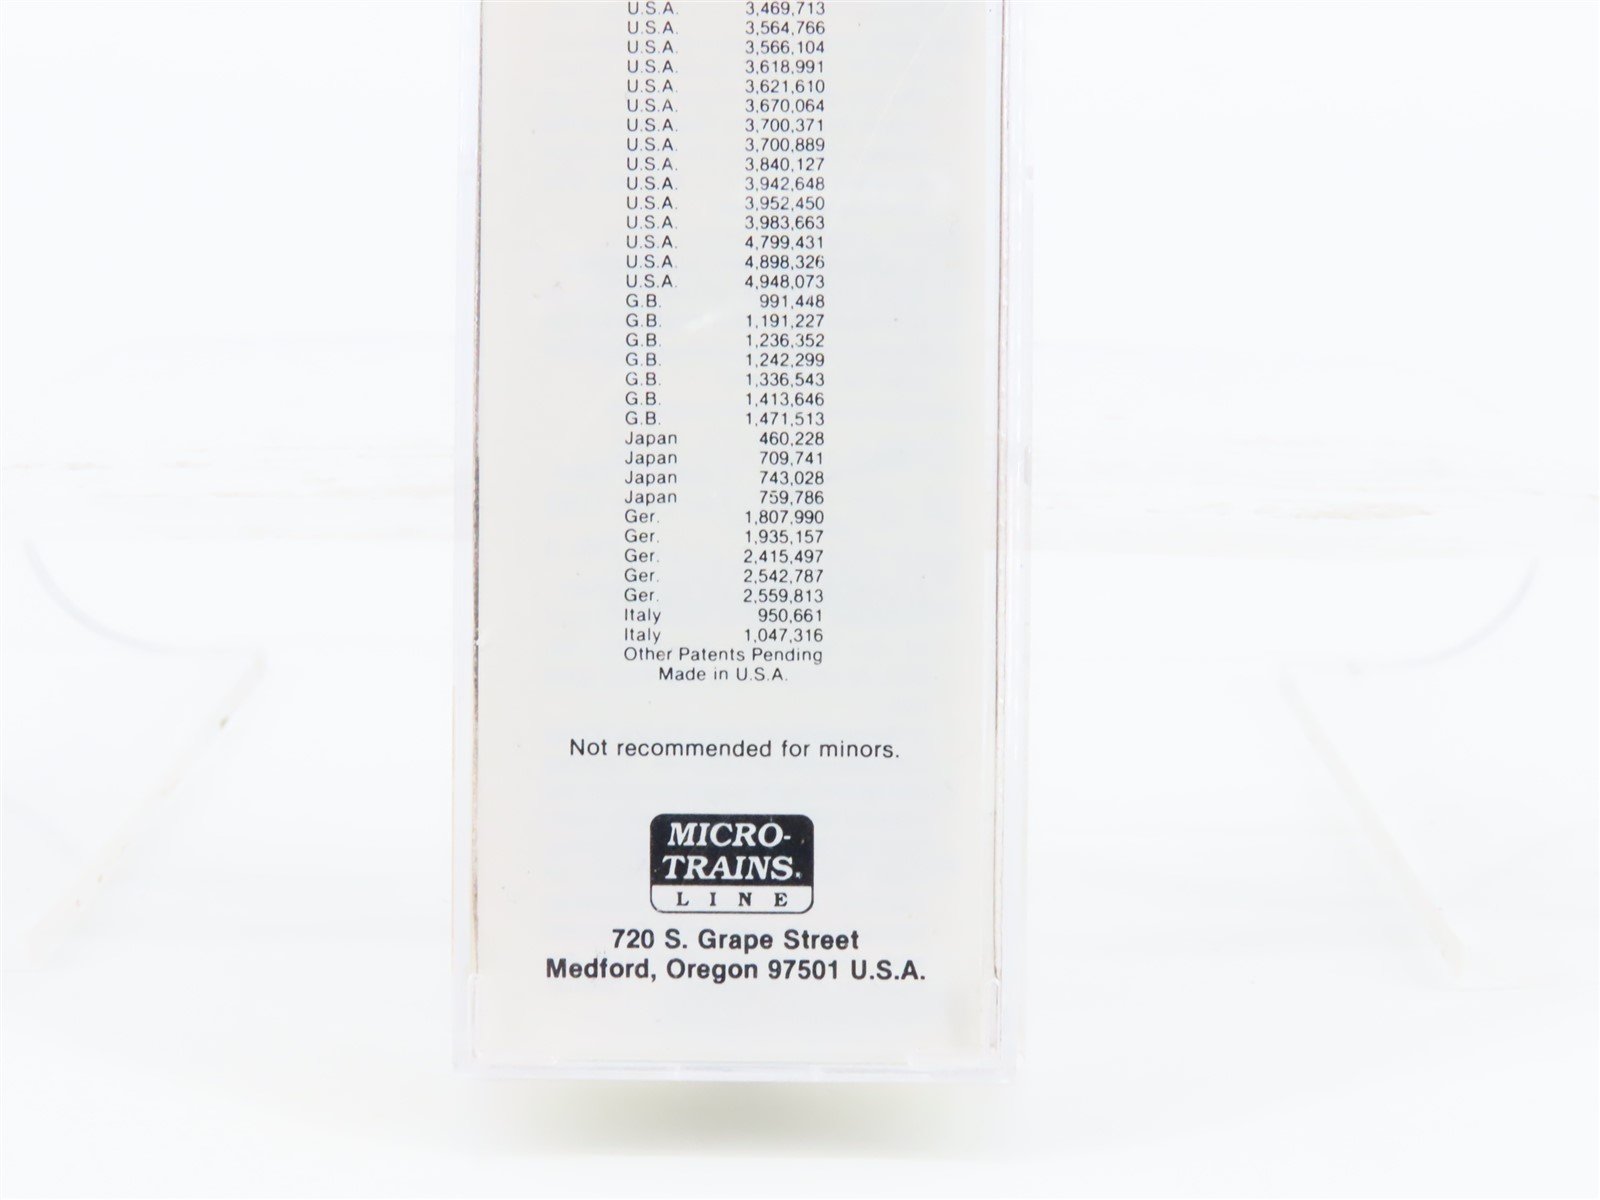 U.S.A. 3,469,713
U.S.A. 3,564,766
U.S.A. 3,566,104
U.S.A. 3,618,991
U.S.A. 3,621,610
U.S.A. 3,670,064
U.S.A. 3,700,371
U.S.A. 3,700,889
U.S.A. 3,840,127
U.S.A. 3,942,648
U.S.A. 3,952,450
U.S.A. 3,983,663
U.S.A. 4,799,431
U.S.A. 4,898,326
U.S.A. 4,948,073
G.B. 991,448
G.B. 1,191,227
G.B. 1,236,352
G.B. 1,242,299
G.B. 1,336,543
G.B. 1,413,646
G.B. 1,471,513
Japan 460,228
Japan 709,741
Japan 743,028
Japan 759,786
Ger. 1,807,990
Ger. 1,935,157
Ger. 2,415,497
Ger. 2,542,787
Ger. 2,559,813
Italy 950,661
Italy 1,047,316
Other Patents Pending
Made in U.S.A.
Not recommended for minors.
MICRO-
TRAINS.
LINE
720 S. Grape Street
Medford, Oregon 97501 U.S.A.